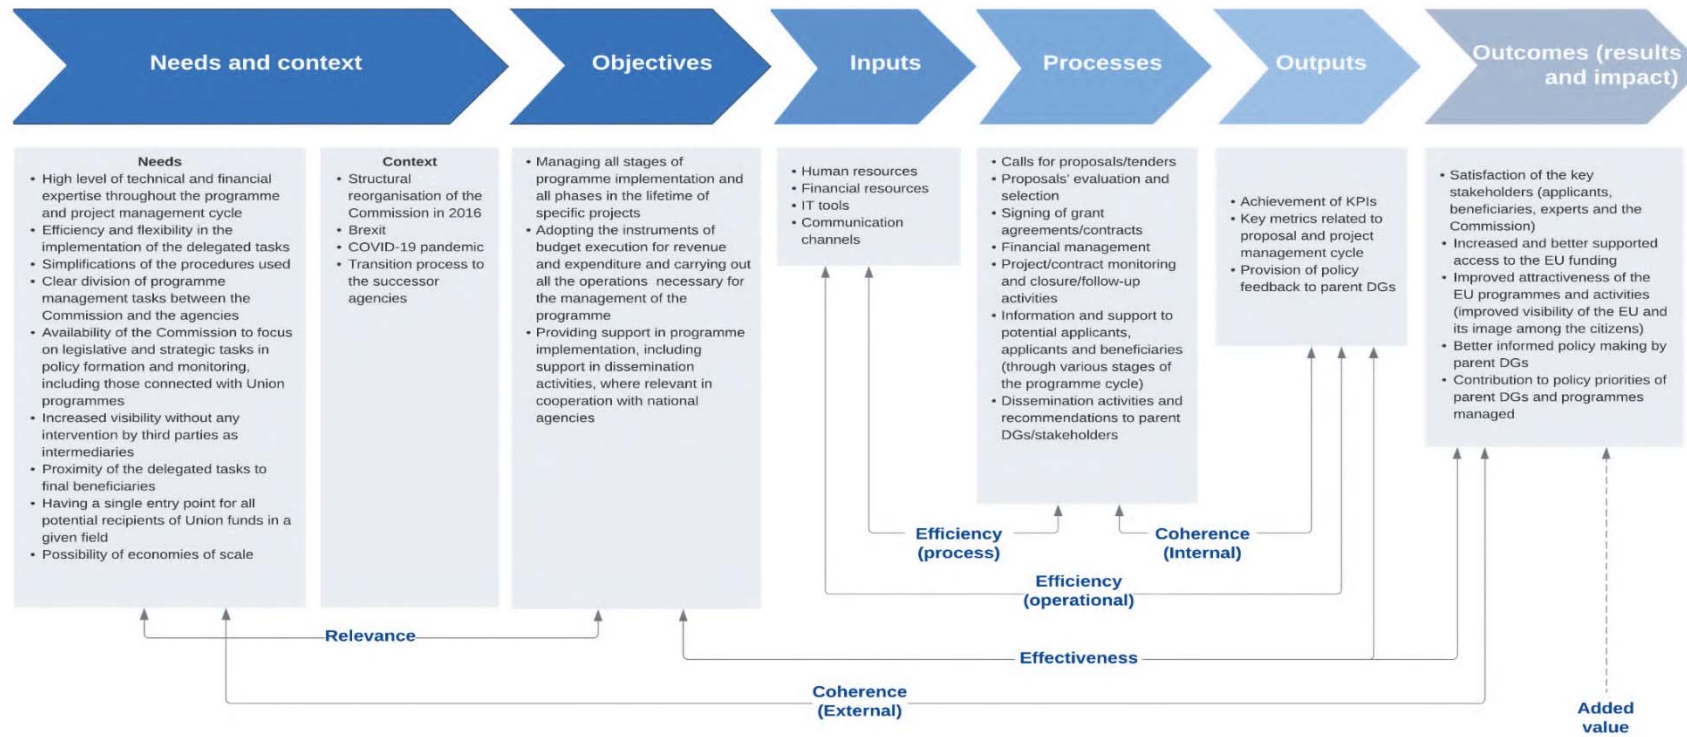 Needs and context
Objectives
Inputs
Processes
Outputs
Outcomes (results
and impact)
Needs
• High level of technical and financial
expertise throughout the programme
and project management cycle
• Efficiency and flexibility in the
implementation of the delegated tasks
• Simplifications of the procedures used
• Clear division of programme
management tasks between the
Commission and the agencies
• Availability of the Commission to focus
on legislative and strategic tasks in
policy formation and monitoring,
including those connected with Union
programmes
• Increased visibility without any
intervention by third parties as
intermediaries
• Proximity of the delegated tasks to
final beneficiaries
• Having a single entry point for all
potential recipients of Union funds in a
given field
• Possibility of economies of scale
Context
• Structural
reorganisation of the
Commission in 2016
• Brexit
• COVID-19 pandemic
• Transition process to
the successor
agencies
• Managing all stages of
programme implementation and
all phases in the lifetime of
specific projects
• Adopting the instruments of
budget execution for revenue
and expenditure and carrying out
all the operations necessary for
the management of the
programme
• Providing support in programme
implementation, including
support in dissemination
activities, where relevant in
cooperation with national
agencies
• Human resources
• Financial resources
• IT tools
• Communication
channels
• Calls for proposals/tenders
• Proposals' evaluation and
selection
• Signing of grant
agreements/contracts
• Financial management
• Project/contract monitoring
and closure/follow-up
activities
• Information and support to
potential applicants,
applicants and beneficiaries
(through various stages of
the programme cycle)
• Dissemination activities and
recommendations to parent
DGs/stakeholders
• Achievement of KPIs
• Key metrics related to
proposal and project
management cycle
• Provision of policy
feedback to parent DGs
• Satisfaction of the key
stakeholders (applicants,
beneficiaries, experts and the
Commission)
• Increased and better supported
access to the EU funding
• Improved attractiveness of the
EU programmes and activities
(improved visibility of the EU and
its image among the citizens)
• Better informed policy making by
parent DGs
• Contribution to policy priorities of
parent DGs and programmes
managed
Efficiency
(process)
Coherence
(Internal)
Efficiency
(operational)
Relevance
Effectiveness
Coherence
(External)
Added
value